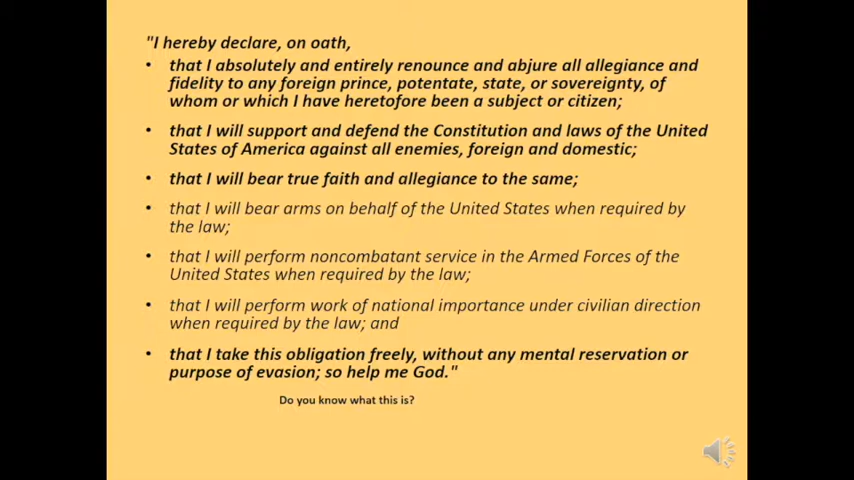 "I hereby declare, on oath,
• that I absolutely and entirely renounce and abjure all allegiance and
fidelity to any foreign prince, potentate, state, or sovereignty, of
whom or which I have heretofore been a subject or citizen;
• that I will support and defend the Constitution and laws of the United
States of America against all enemies, foreign and domestic;
• that I will bear true faith and allegiance to the same;
• that I will bear arms on behalf of the United States when required by
the law;
• that I will perform noncombatant service in the Armed Forces of the
United States when required by the law;
• that I will perform work of national importance under civilian direction
when required by the law; and
• that I take this obligation freely, without any mental reservation or
purpose of evasion; so help me God."
Do you know what this is?